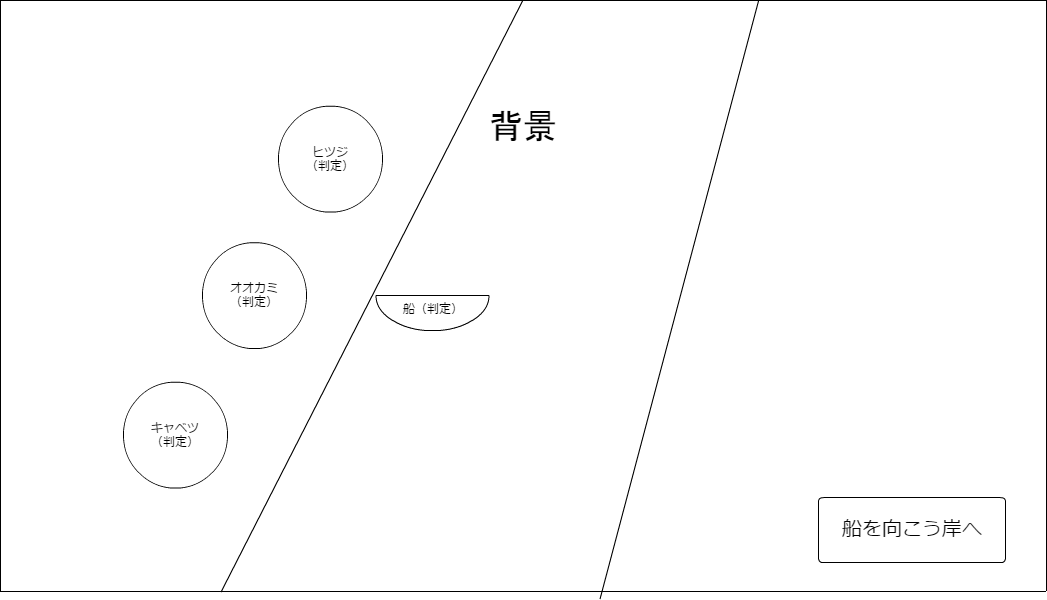 背景
ヒツジ
（判定）
オオカミ
（判定）
船（判定）
キャベツ
（判定）
船を向こう岸へ